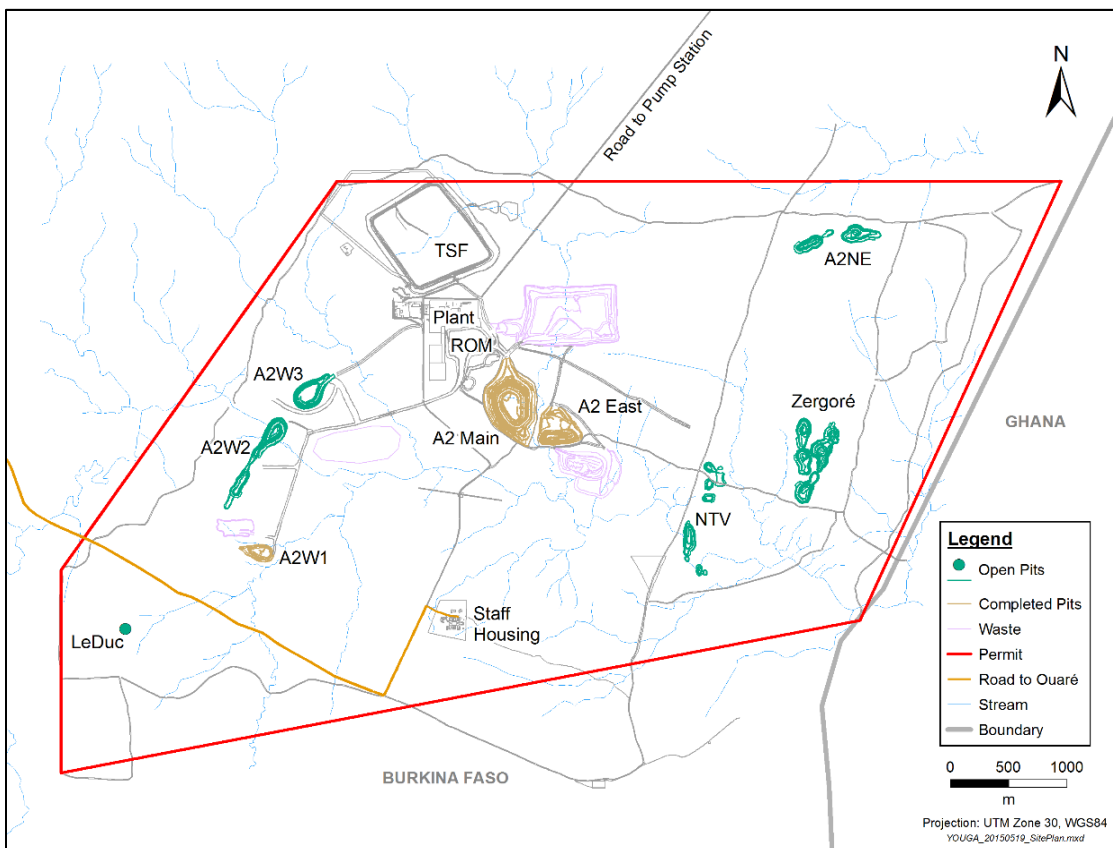 N
Road to Pump Station
TSF
A2NE
Plant
ROM
A2W3
A2 East
Zergoré
GHANA
A2 Main
A2W2
NTV
A2W1
Staff
Housing
LeDuc
BURKINA FASO
Legend
Open Pits
Completed Pits
Waste
Permit
Road to Ouaré
Stream
Boundary
0 500 1000
m
Projection: UTM Zone 30, WGS84
YOUGA_20150519_SitePlan.mxd